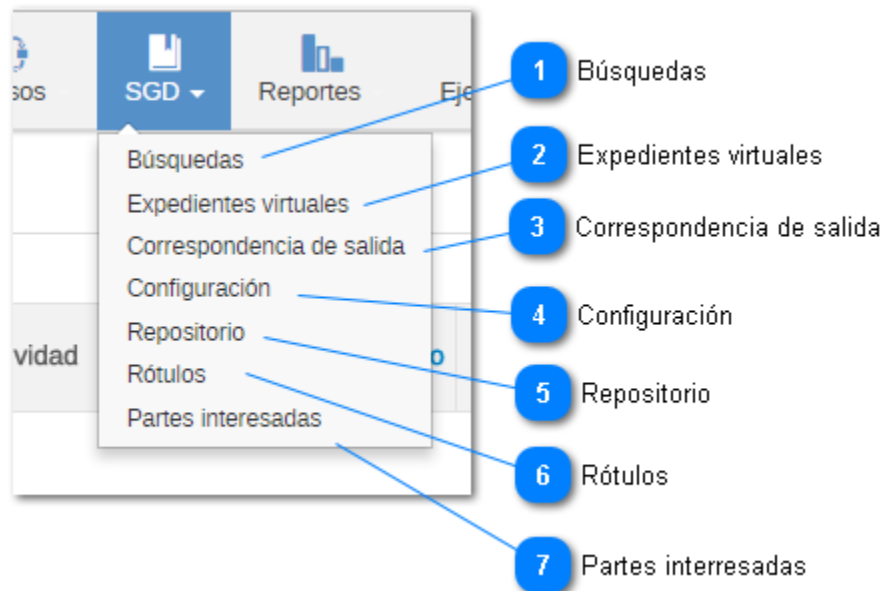 sos
SGD
Reportes
Eje
Búsquedas
Expedientes virtuales
Correspondencia de salida
Configuración
Repositorio
Rótulos
Partes interesadas
vidad
o
1 Búsquedas
2 Expedientes virtuales
3 Correspondencia de salida
4 Configuración
5 Repositorio
6 Rótulos
7 Partes interresadas